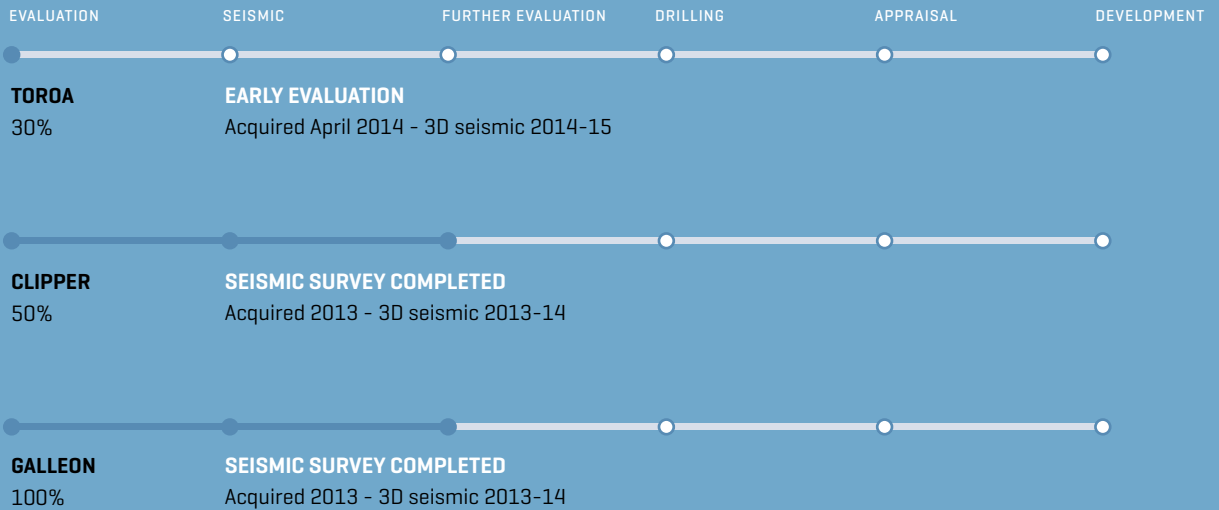 EVALUATION SEISMIC FURTHER EVALUATION DRILLING APPRAISAL DEVELOPMENT
TOROA EARLY EVALUATION
30% Acquired April 2014 - 3D seismic 2014-15
CLIPPER SEISMIC SURVEY COMPLETED
50% Acquired 2013 - 3D seismic 2013-14
GALLEON SEISMIC SURVEY COMPLETED
100% Acquired 2013 - 3D seismic 2013-14